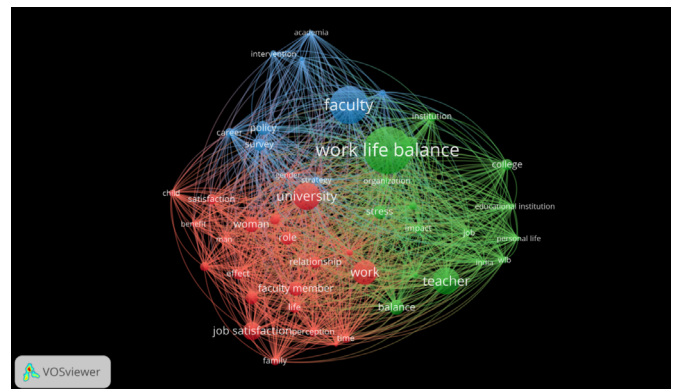 academia
intervention
faculty
institution
career
policy
survey
work life balance
college
gender
strategy
organization
child
satisfaction
university
educational institution
benefit
woman
stress
impact
job
man
role
personal life
relationship
india
wlb
effect
work
teacher
faculty member
life
balance
job satisfaction
perception
time
family
VOSviewer